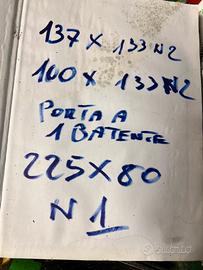 137 X 133 N2
100 X 133 N2
PORTA A
1 BATENTE
225X80
N 1